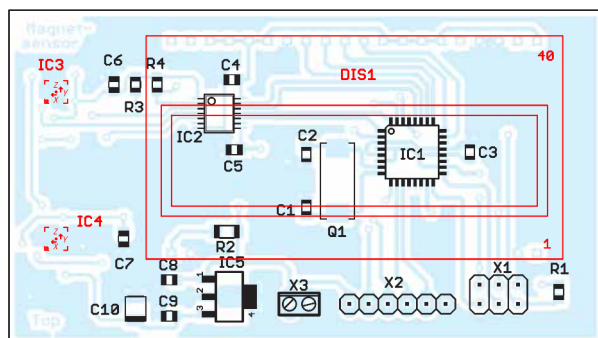 Magnet-
sensor
IC3
C6
R4
C4
DIS1
40
Z
Y
X
R3
IC2
C2
IC1
C3
C5
C1
IC4
Z
Y
X
R2
Q1
1
C7
C8
IC5
X3
X2
X1
R1
C10
C9
1
2
3
4
Top